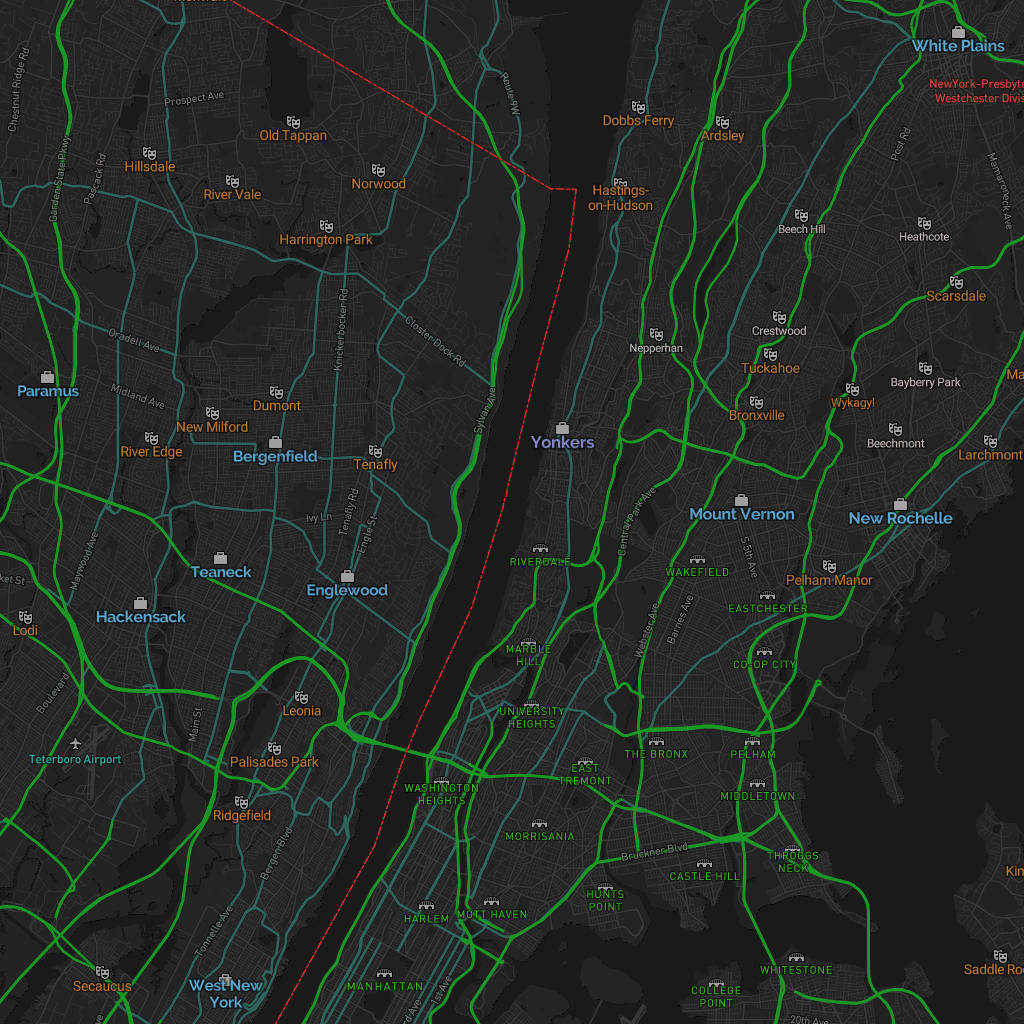 White Plains
NewYork-Presbyte
Westchester Divis
Route 9W
Chestnut Ridge Rd
Prospect Ave
Dobbs Ferry
Old Tappan
Ardsley
Post Rd
Hillsdale
Garden State Pkwy
Pascack Rd
River Vale
Norwood
Hastings-
on-Hudson
Mamaroneck Ave
Beech Hill
Heathcote
Harrington Park
Scarsdale
Knickerbocker Rd
Closter Dock Rd
Crestwood
Oradell Ave
Nepperhan
Tuckahoe
Paramus
Bayberry Park
Ma
Midland Ave
Dumont
Sylvan Ave
Bronxville
Wykagyl
New Milford
Yonkers
Beechmont
River Edge
Bergenfield
Tenafly
Larchmont
Tenafly Rd
Ivy Ln
Engle St
Central Park Ave
Mount Vernon
New Rochelle
Maywood Ave
S 5th Ave
RIVERDALE
ket St
Teaneck
WAKEFIELD
Pelham Manor
Englewood
Hackensack
EASTCHESTER
Lodi
Webster Ave
Barnes Ave
MARBLE
HILL
CO-OP CITY
Boulevard
Main St
Leonia
UNIVERSITY
HEIGHTS
Teterboro Airport
Palisades Park
THE BRONX
PELHAM
EAST
TREMONT
WASHINGTON
HEIGHTS
MIDDLETOWN
Ridgefield
MORRISANIA
Bergen Blvd
Bruckner Blvd
THROGGS
NECK
CASTLE HILL
Kin
HUNTS
POINT
HARLEM
MOTT HAVEN
Tonnelle Ave
Secaucus
WHITESTONE
Saddle Roc
West New
York
MANHATTAN
1st Ave
COLLEGE
POINT
20th Ave